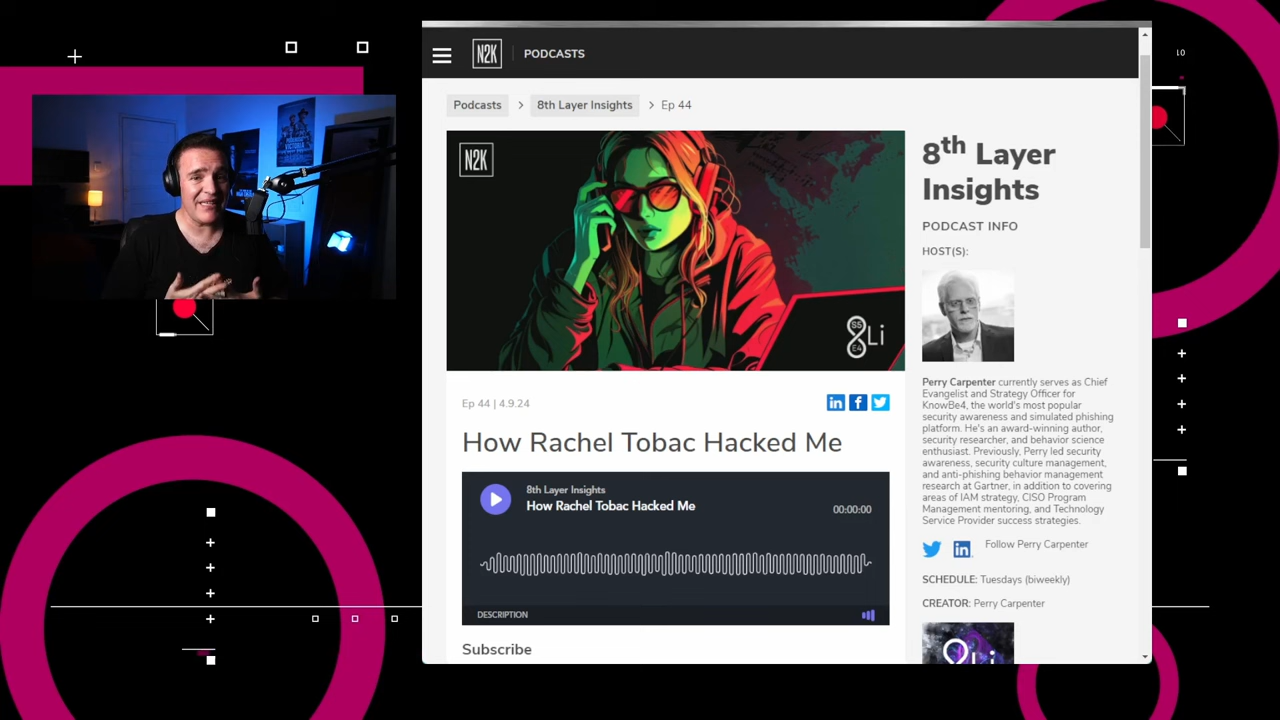 N2K
PODCASTS
Podcasts > 8th Layer Insights > Ep 44
N2K
S5
E4
Li
Ep 44 | 4.9.24
How Rachel Tobac Hacked Me
8th Layer Insights
How Rachel Tobac Hacked Me
00:00:00
DESCRIPTION
Subscribe
8th Layer
Insights
PODCAST INFO
HOST(S):
Perry Carpenter currently serves as Chief
Evangelist and Strategy Officer for
KnowBe4, the world's most popular
security awareness and simulated phishing
platform. He's an award-winning author,
security researcher, and behavior science
enthusiast. Previously, Perry led security
awareness, security culture management,
and anti-phishing behavior management
research at Gartner, in addition to covering
areas of IAM strategy, CISO Program
Management mentoring, and Technology
Service Provider success strategies.
Follow Perry Carpenter
SCHEDULE: Tuesdays (biweekly)
CREATOR: Perry Carpenter
Li
10